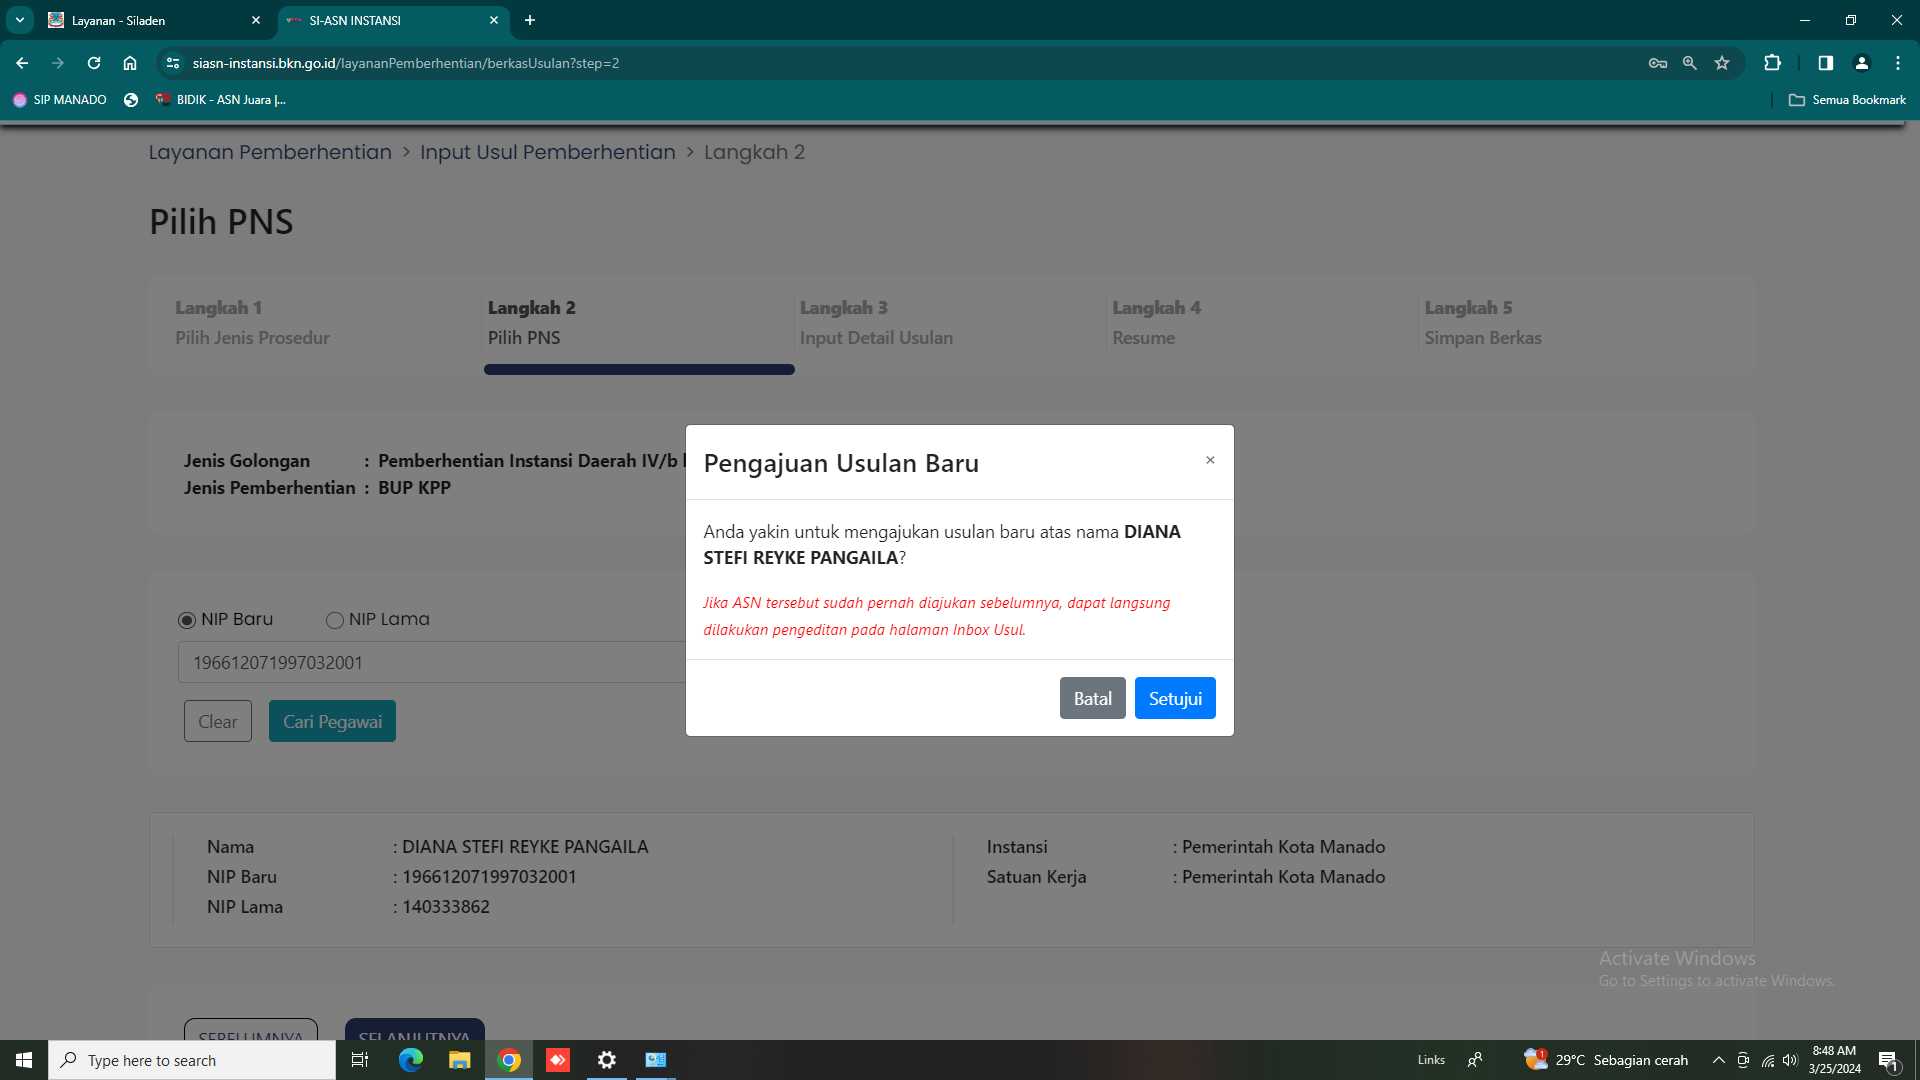 Layanan - Siladen
SI-ASN INSTANSI
siasn-instansi.bkn.go.id/layananPemberhentian/berkasUsulan?step=2
SIP MANADO
BIDIK - ASN Juara |...
Semua Bookmark
Layanan Pemberhentian > Input Usul Pemberhentian > Langkah 2
Pilih PNS
Langkah 1
Pilih Jenis Prosedur
Langkah 2
Pilih PNS
Langkah 3
Input Detail Usulan
Langkah 4
Resume
Langkah 5
Simpan Berkas
Jenis Golongan : Pemberhentian Instansi Daerah IV/b
Jenis Pemberhentian : BUP KPP
Pengajuan Usulan Baru
×
Anda yakin untuk mengajukan usulan baru atas nama DIANA
STEFI REYKE PANGAILA?
Jika ASN tersebut sudah pernah diajukan sebelumnya, dapat langsung
dilakukan pengeditan pada halaman Inbox Usul.
Batal
Setujui
NIP Baru
NIP Lama
196612071997032001
Clear
Cari Pegawai
Nama : DIANA STEFI REYKE PANGAILA
NIP Baru : 196612071997032001
NIP Lama : 140333862
Instansi : Pemerintah Kota Manado
Satuan Kerja : Pemerintah Kota Manado
Activate Windows
Go to Settings to activate Windows.
SEBELUMNYA
SELANJUTNYA
Type here to search
Links
1
29°C Sebagian cerah
8:48 AM
3/25/2024
1